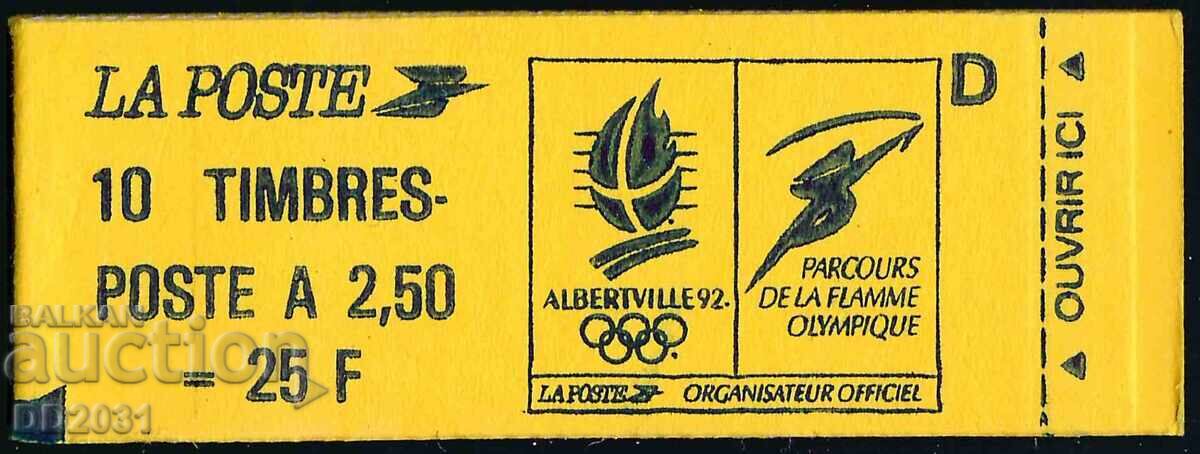 LA POSTE
10 TIMBRES-
POSTE A 2,50
= 25 F
ALBERTVILLE 92.
PARCOURS
DE LA FLAMME
OLYMPIQUE
LA POSTE ORGANISATEUR OFFICIEL
D
OUVRIR ICI
BALKAN
auction
DD2031